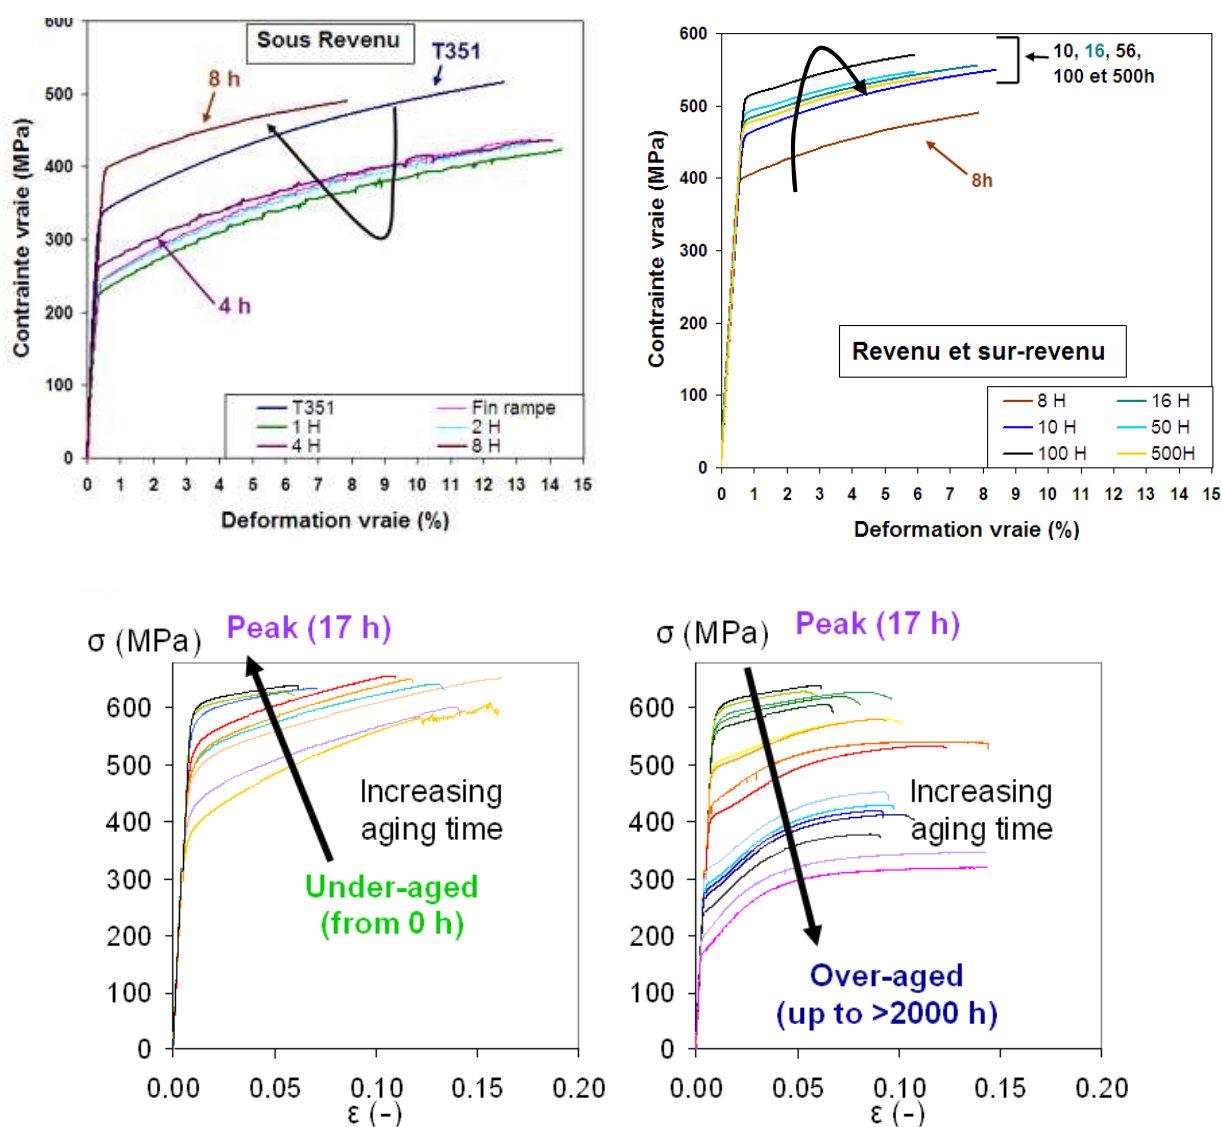 600
500
400
300
200
100
0
Contrainte vraie (MPa)
Sous Revenu
T351
8 h
4 h
T351
Fin rampe
1 H
2 H
4 H
8 H
0 1 2 3 4 5 6 7 8 9 10 11 12 13 14 15
Deformation vraie (%)
600
500
400
300
200
100
0
Contrainte vraie (MPa)
10, 16, 56,
100 et 500h
8h
Revenu et sur-revenu
8 H
16 H
10 H
50 H
100 H
500H
0 1 2 3 4 5 6 7 8 9 10 11 12 13 14 15
Deformation vraie (%)
σ (MPa)
Peak (17 h)
600
500
400
300
200
100
0
Increasing
aging time
Under-aged
(from 0 h)
0.00 0.05 0.10 0.15 0.20
ε (-)
σ (MPa)
Peak (17 h)
600
500
400
300
200
100
0
Increasing
aging time
Over-aged
(up to >2000 h)
0.00 0.05 0.10 0.15 0.20
ε (-)